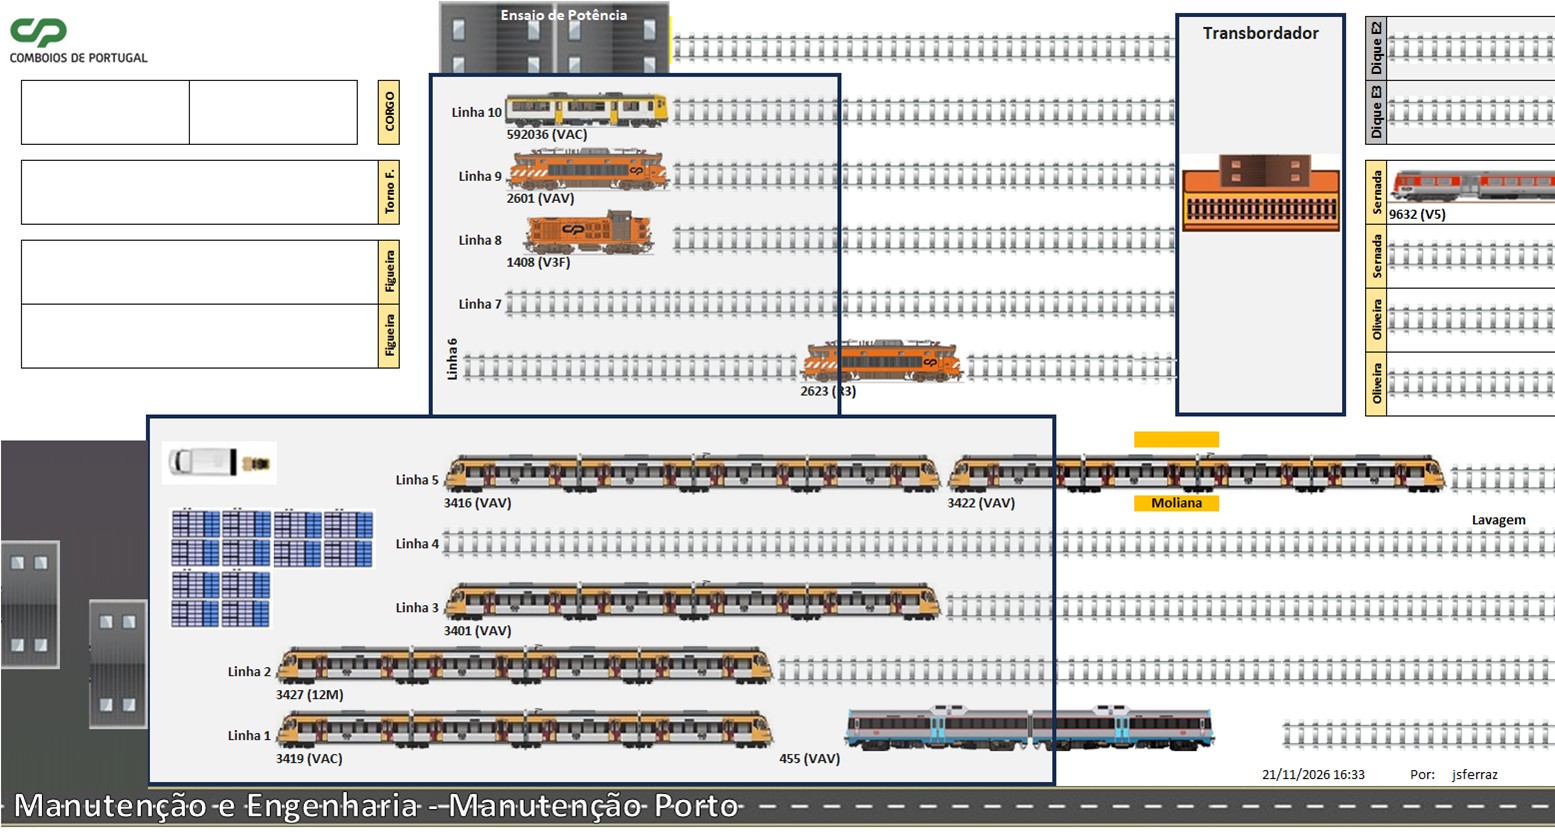 Ensaio de Potência
Transbordador
Dique E2
COMBOIOS DE PORTUGAL
CORGO
Linha 10
592036 (VAC)
Dique E3
Torno F.
Linha 9
2601 (VAV)
Sernada
9632 (V5)
Figueira
Linha 8
1408 (V3F)
Sernada
Figueira
Linha 7
Oliveira
Linha 6
2623 (R3)
Oliveira
Linha 5
3416 (VAV)
3422 (VAV)
Moliana
Lavagem
Linha 4
Linha 3
3401 (VAV)
Linha 2
3427 (12M)
Linha 1
3419 (VAC)
455 (VAV)
21/11/2026 16:33 Por: jsferraz
Manutenção e Engenharia - Manutenção Porto